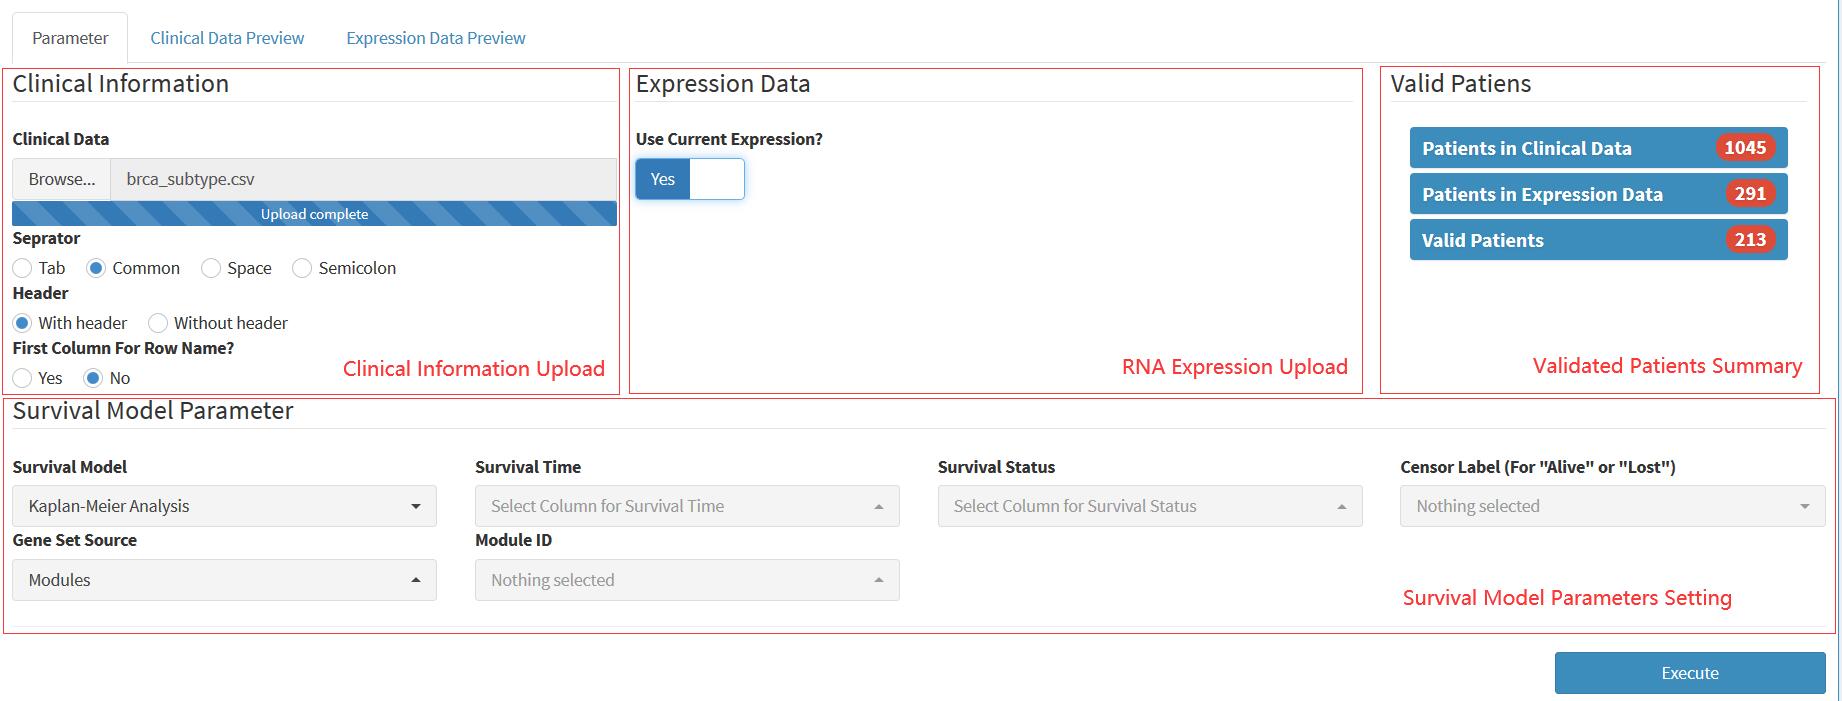 Parameter
Clinical Data Preview
Expression Data Preview
Clinical Information
Clinical Data
Browse...
brca_subtype.csv
Upload complete
Seprator
Tab
Common
Space
Semicolon
Header
With header
Without header
First Column For Row Name?
Yes
No
Clinical Information Upload
Expression Data
Use Current Expression?
Yes
RNA Expression Upload
Valid Patiens
Patients in Clinical Data 1045
Patients in Expression Data 291
Valid Patients 213
Validated Patients Summary
Survival Model Parameter
Survival Model
Kaplan-Meier Analysis
Survival Time
Select Column for Survival Time
Survival Status
Select Column for Survival Status
Censor Label (For "Alive" or "Lost")
Nothing selected
Gene Set Source
Modules
Module ID
Nothing selected
Survival Model Parameters Setting
Execute